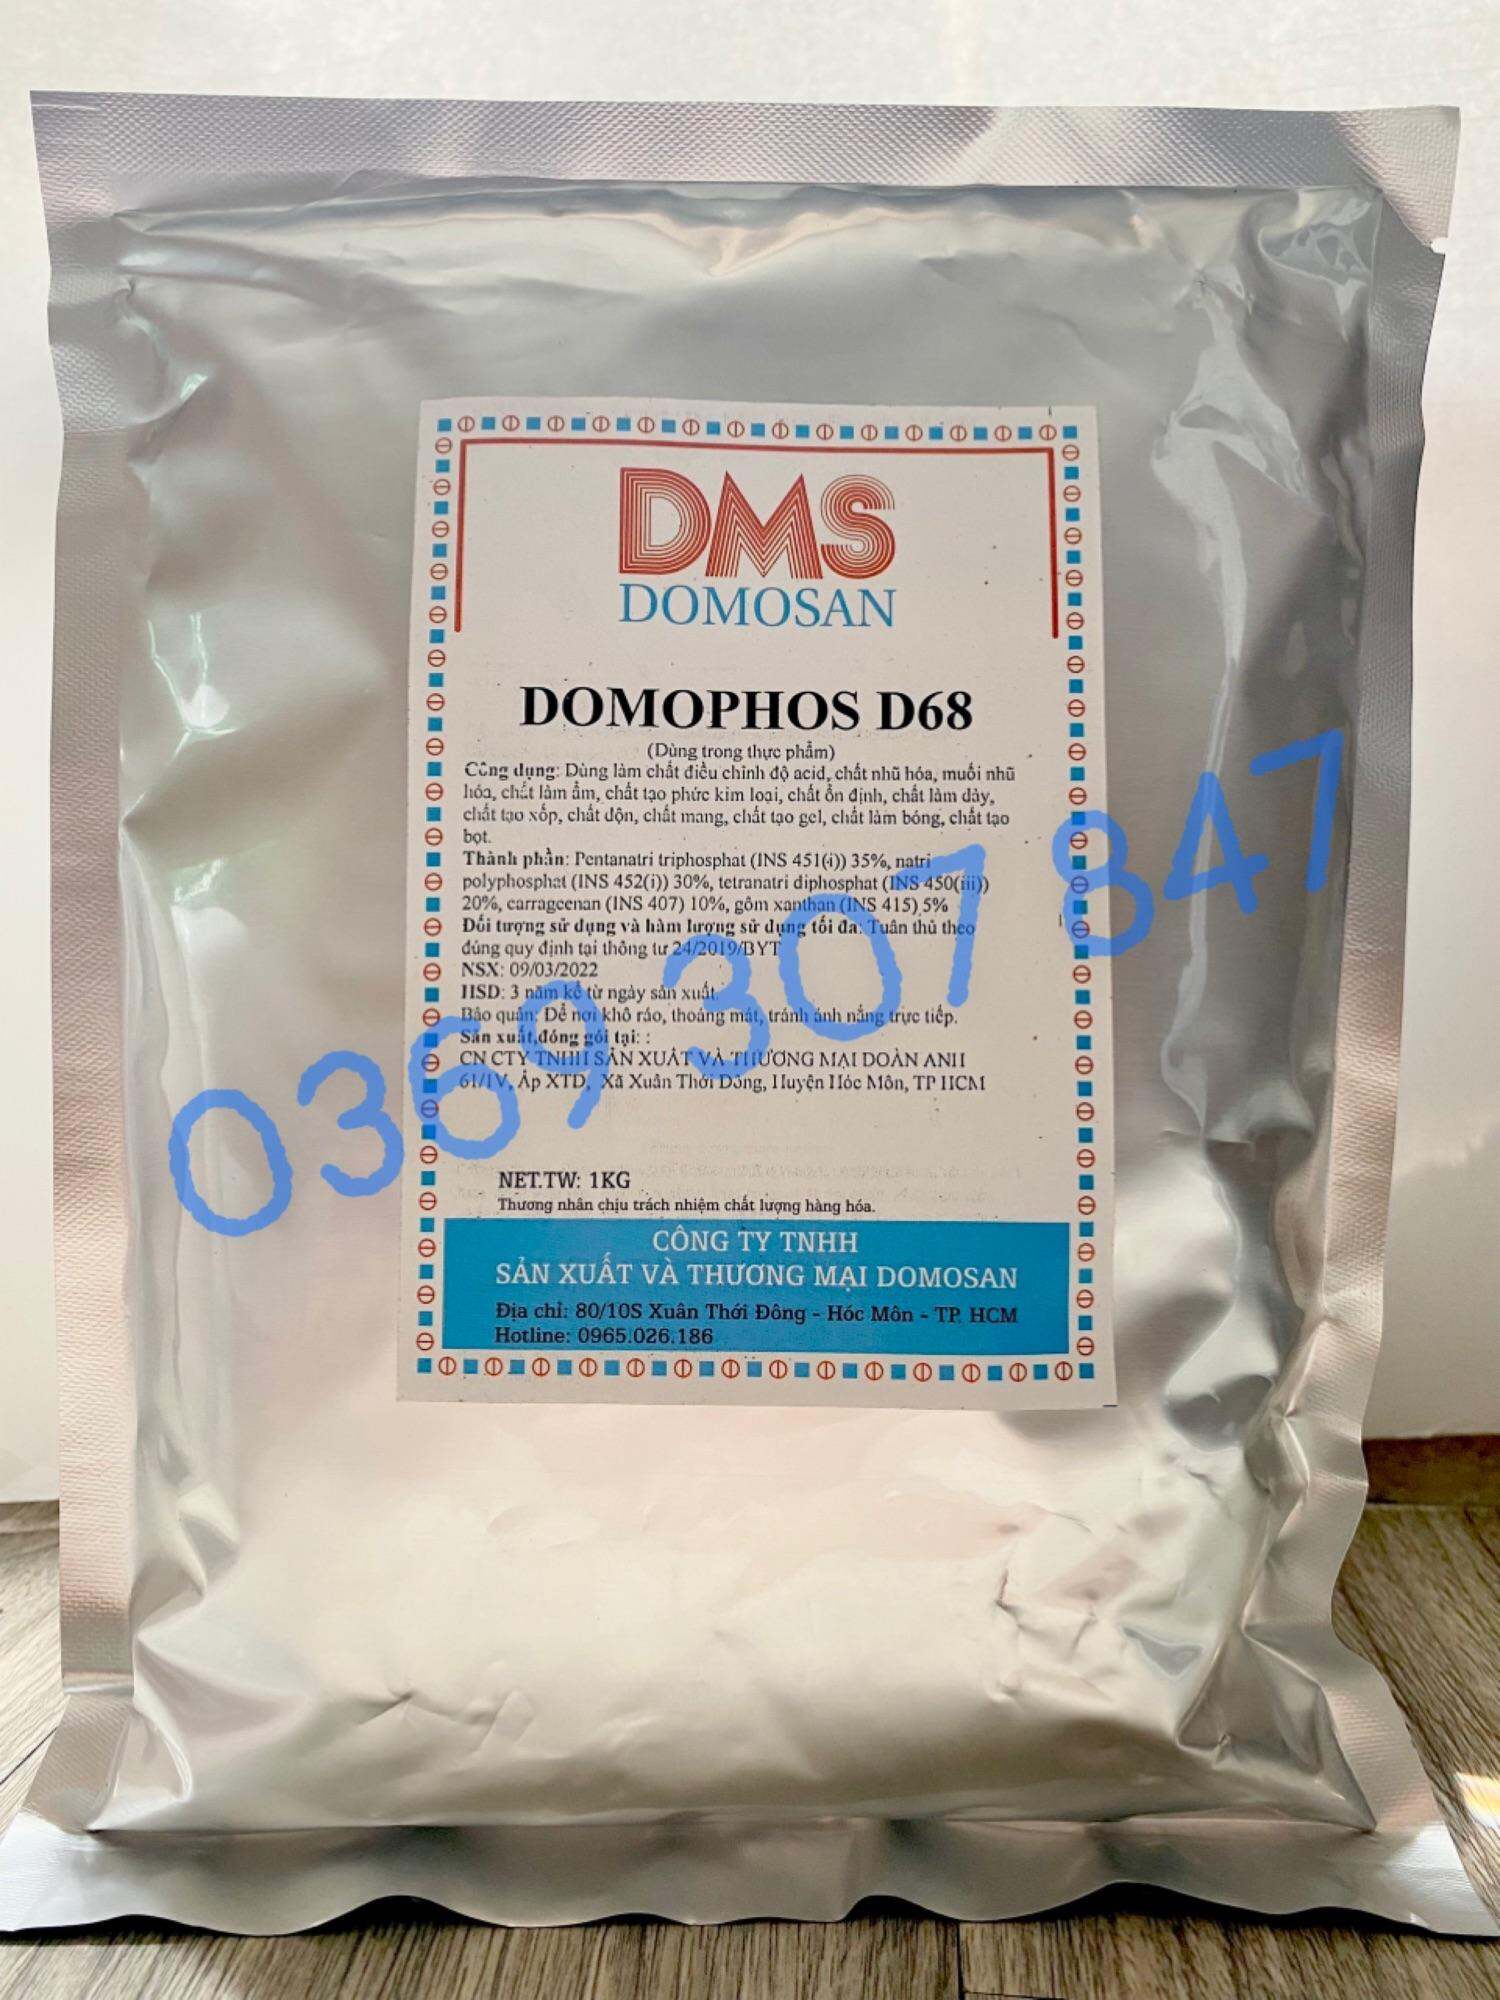 DMS
DOMOSAN
DOMOPHOS D68
(Dùng trong thực phẩm)
Công dụng: Dùng làm chất điều chỉnh độ acid, chất nhũ hóa, muối nhũ
hóa, chất làm ẩm, chất tạo phức kim loại, chất ổn định, chất làm dày,
chất tạo xốp, chất độn, chất mang, chất tạo gel, chất làm bóng, chất tạo
bọt.
Thành phần: Pentanatri triphosphat (INS 451(i)) 35%, natri
polyphosphat (INS 452(i)) 30%, tetranatri diphosphat (INS 450(iii))
20%, carrageenan (INS 407) 10%, gôm xanthan (INS 415) 5%
Đối tượng sử dụng và hàm lượng sử dụng tối đa: Tuân thủ theo
đúng quy định tại thông tư 24/2019/BYT
NSX: 09/03/2022
HSD: 3 năm kể từ ngày sản xuất.
Bảo quản: Để nơi khô ráo, thoáng mát, tránh ánh nắng trực tiếp.
Sản xuất,đóng gói tại: :
CN CTY TNHH SẢN XUẤT VÀ THƯƠNG MẠI DOÀN ANH
61/1V, Ấp XTD, Xã Xuân Thới Đông, Huyện Hóc Môn, TP HCM
0369 307 847
NET.TW: 1KG
Thương nhân chịu trách nhiệm chất lượng hàng hóa.
CÔNG TY TNHH
SẢN XUẤT VÀ THƯƠNG MẠI DOMOSAN
Địa chỉ: 80/10S Xuân Thới Đông - Hóc Môn - TP. HCM
Hotline: 0965.026.186